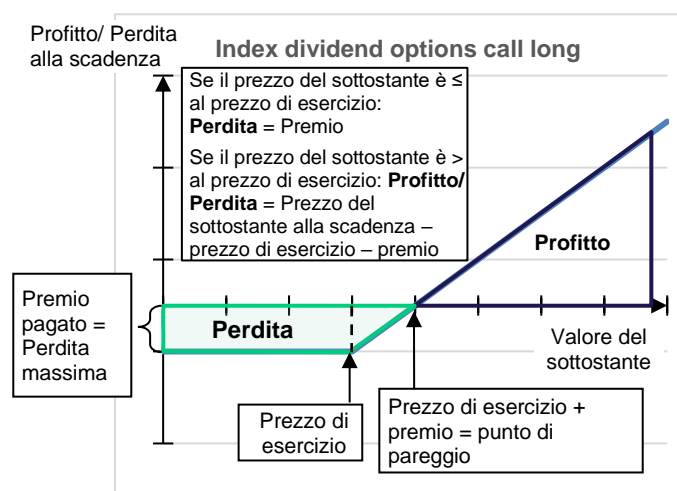 Profitto/ Perdita
alla scadenza
Index dividend options call long
Se il prezzo del sottostante è ≤
al prezzo di esercizio:
Perdita = Premio
Se il prezzo del sottostante è >
al prezzo di esercizio: Profitto/
Perdita = Prezzo del
sottostante alla scadenza –
prezzo di esercizio – premio
Profitto
Premio
pagato =
Perdita
massima
Perdita
Valore del
sottostante
Prezzo di
esercizio
Prezzo di esercizio +
premio = punto di
pareggio